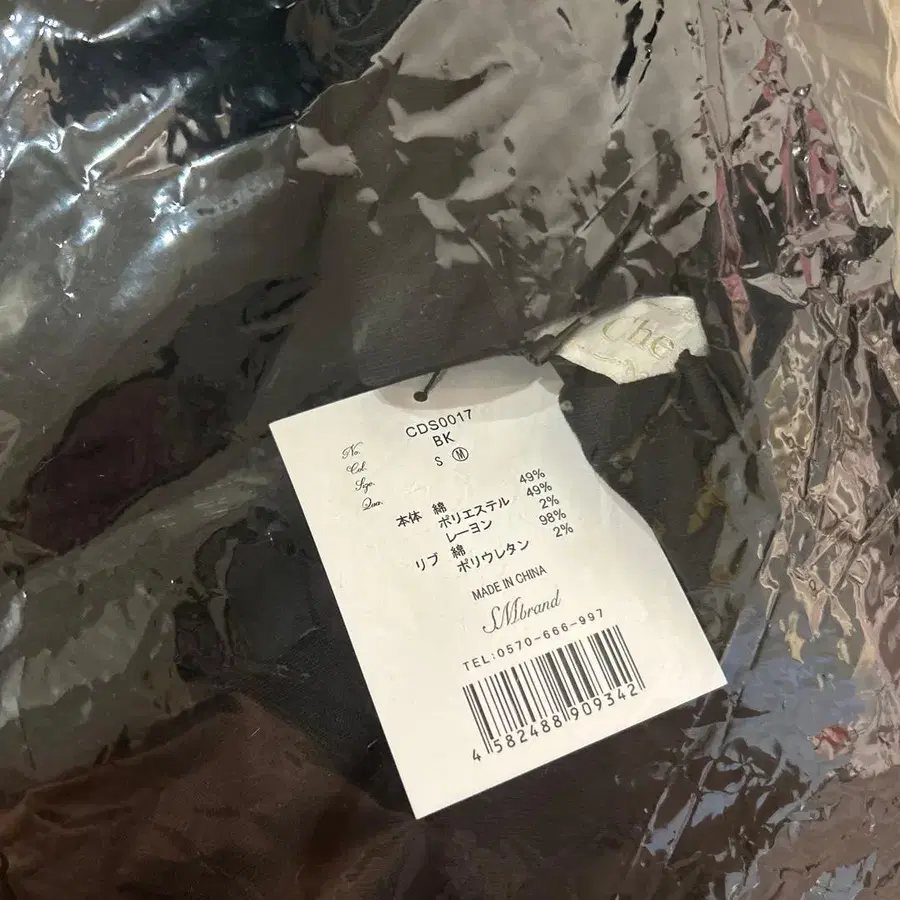 Che
No. CDS0017
Col. BK
Size. S Ⓜ
Qua.
本体 綿 49%
ポリエステル 49%
レーヨン 2%
リブ 綿 98%
ポリウレタン 2%
MADE IN CHINA
SMbrand
TEL:0570-666-997
4 582488 909342